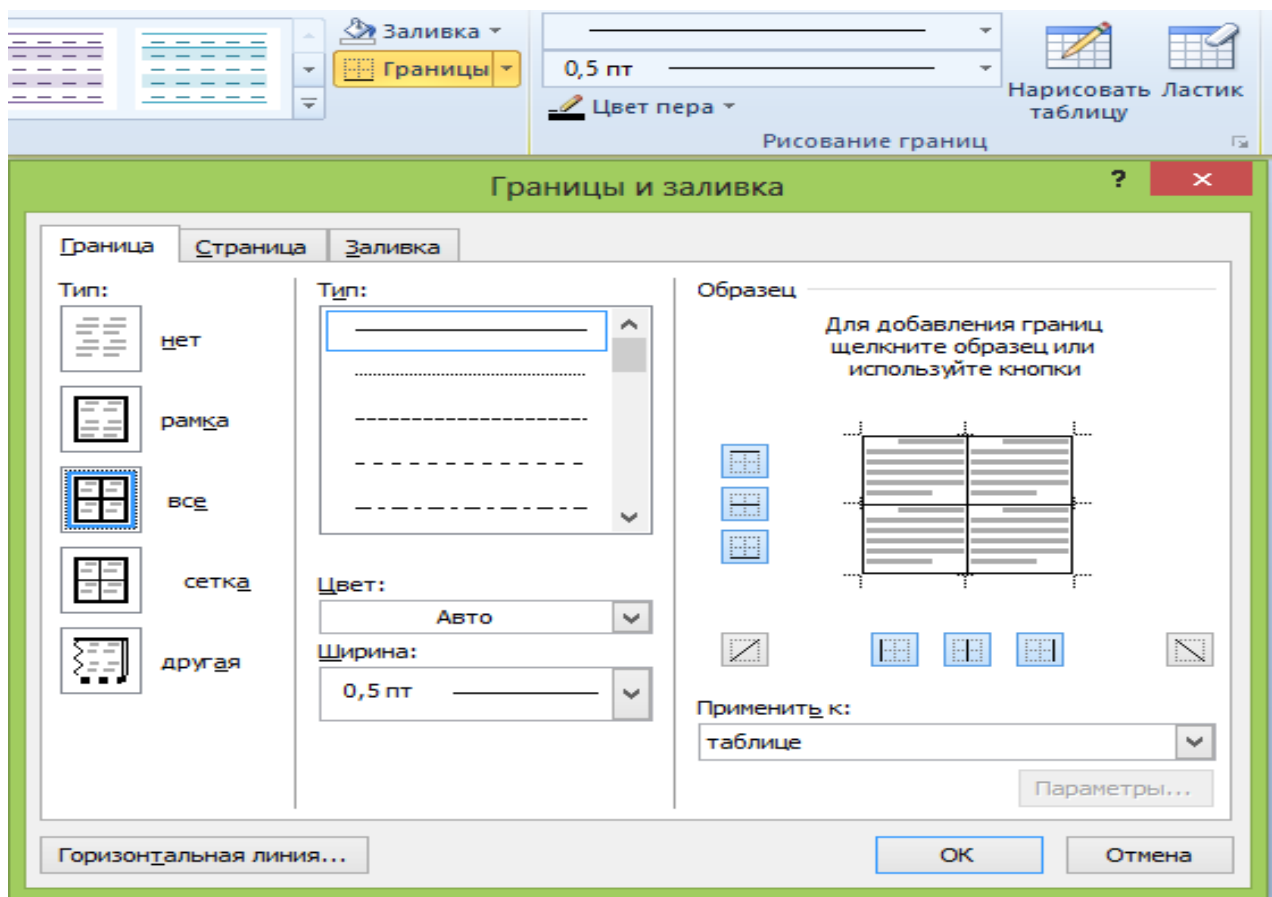 Заливка
Границы
0,5 пт
Цвет пера
Нарисовать
таблицу
Ластик
Рисование границ
Границы и заливка
?
Граница
Страница
Заливка
Тип:
нет
рамка
все
сетка
другая
Тип:
Цвет:
Авто
Ширина:
0,5 пт
Образец
Для добавления границ
щелкните образец или
используйте кнопки
Применить к:
таблице
Параметры...
Горизонтальная линия...
ОК
Отмена